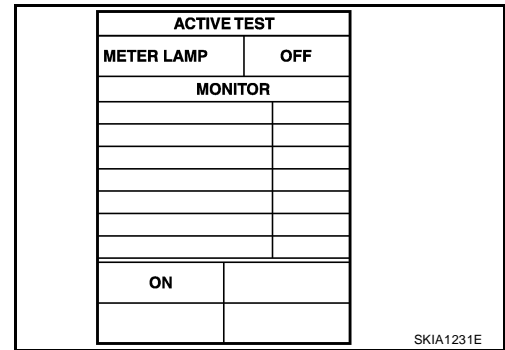 ACTIVE TEST
METER LAMP OFF
MONITOR
ON
SKIA1231E